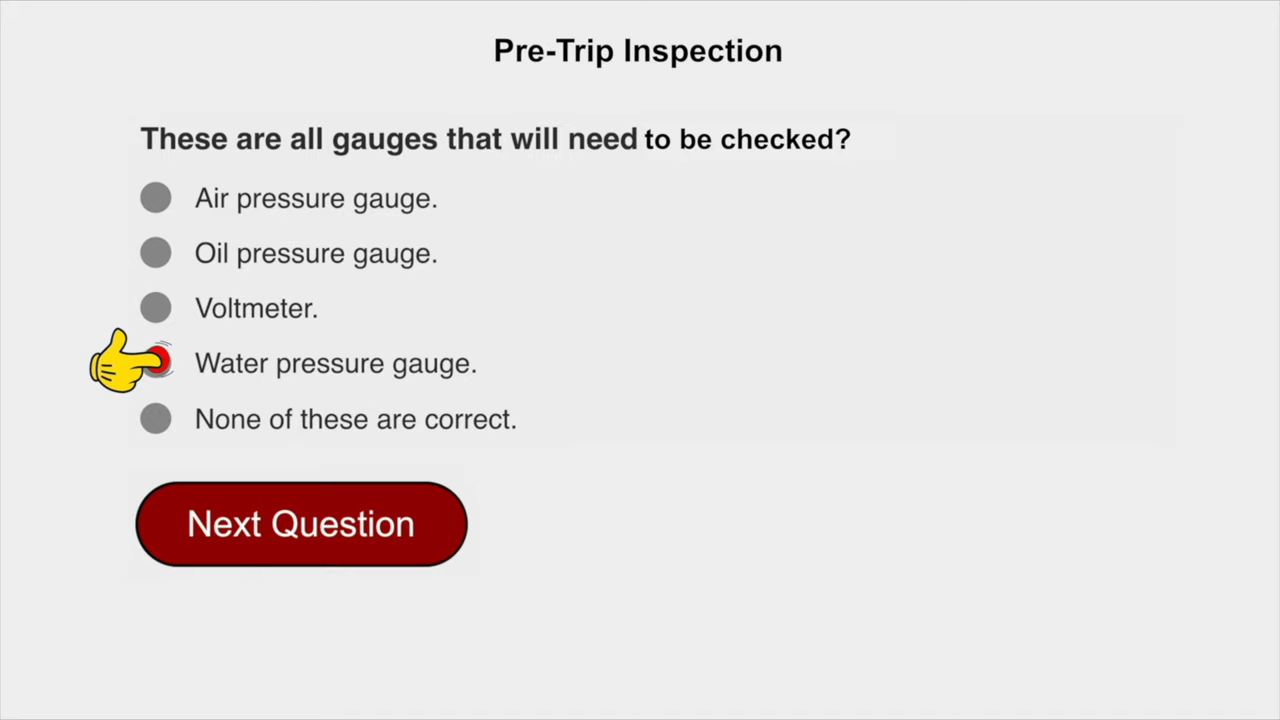 Pre-Trip Inspection
These are all gauges that will need to be checked?
Air pressure gauge.
Oil pressure gauge.
Voltmeter.
Water pressure gauge.
None of these are correct.
Next Question